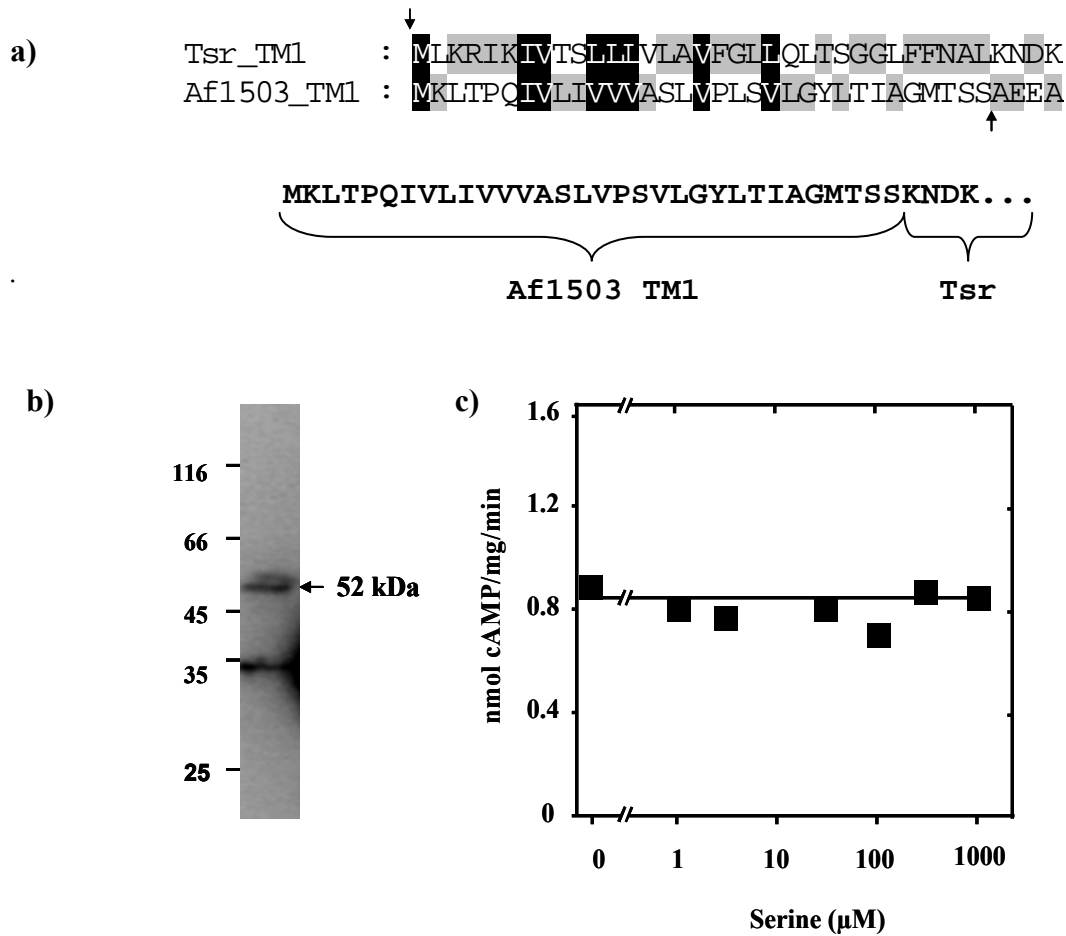 a)
Tsr_TM1 : MLKRIKIVTSLLLVLAVFGLLQLTSGGLFFNALKNDK
Af1503_TM1 : MKLTPQIVLIVVVASLVPLSVLGYLTIAGMTSSAEEA
MKLTPQIVLIVVVASLVPSVLGYLTIAGMTSSKNDK...
Af1503 TM1 Tsr
.
b)
116
66
52 kDa
45
35
25
c)
nmol cAMP/mg/min
1.6
1.2
0.8
0.4
0
0 1 10 100 1000
Serine (µM)